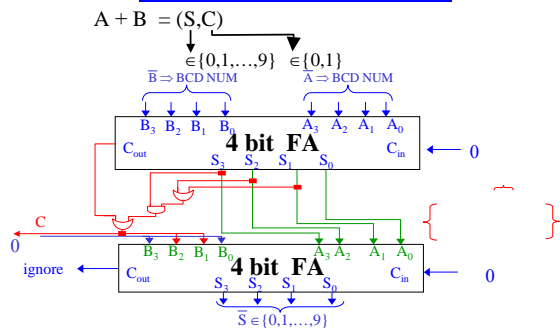 A + B = (S,C)
∈{0,1,…,9} ∈{0,1}
B̅ ⇒ BCD NUM A̅ ⇒ BCD NUM
B3 B2 B1 B0 A3 A2 A1 A0
4 bit FA
Cout Cin 0
S3 S2 S1 S0
C
0
B3 B2 B1 B0 A3 A2 A1 A0
ignore Cout 4 bit FA Cin 0
S3 S2 S1 S0
S̅ ∈{0,1,…,9}